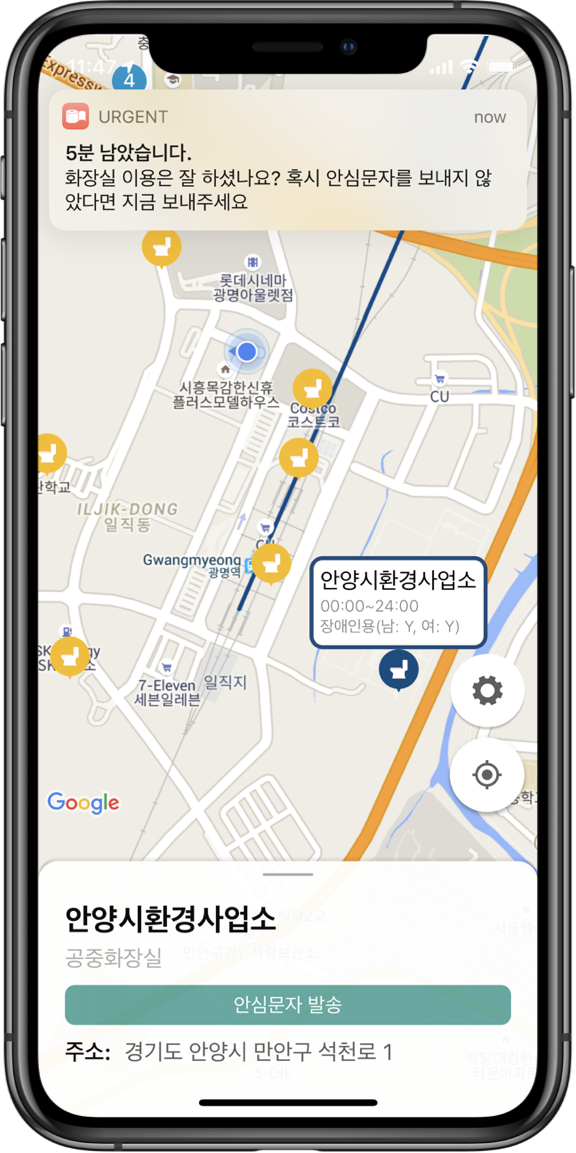 충
Expressw
11:47
4
URGENT
now
5분 남았습니다.
화장실 이용은 잘 하셨나요? 혹시 안심문자를 보내지 않
았다면 지금 보내주세요
롯데시네마
광명아울렛점
시흥목감한신휴
플러스모델하우스
Costco
코스트코
CU
학교
ILJIK-DONG
일직동
CU
Gwangmyeong
광명역
안양시환경사업소
00:00~24:00
장애인용(남: Y, 여: Y)
7-Eleven
세븐일레븐
일직지
Google
안양시환경사업소
공중화장실
안심문자 발송
주소: 경기도 안양시 만안구 석천로 1
S-OIL